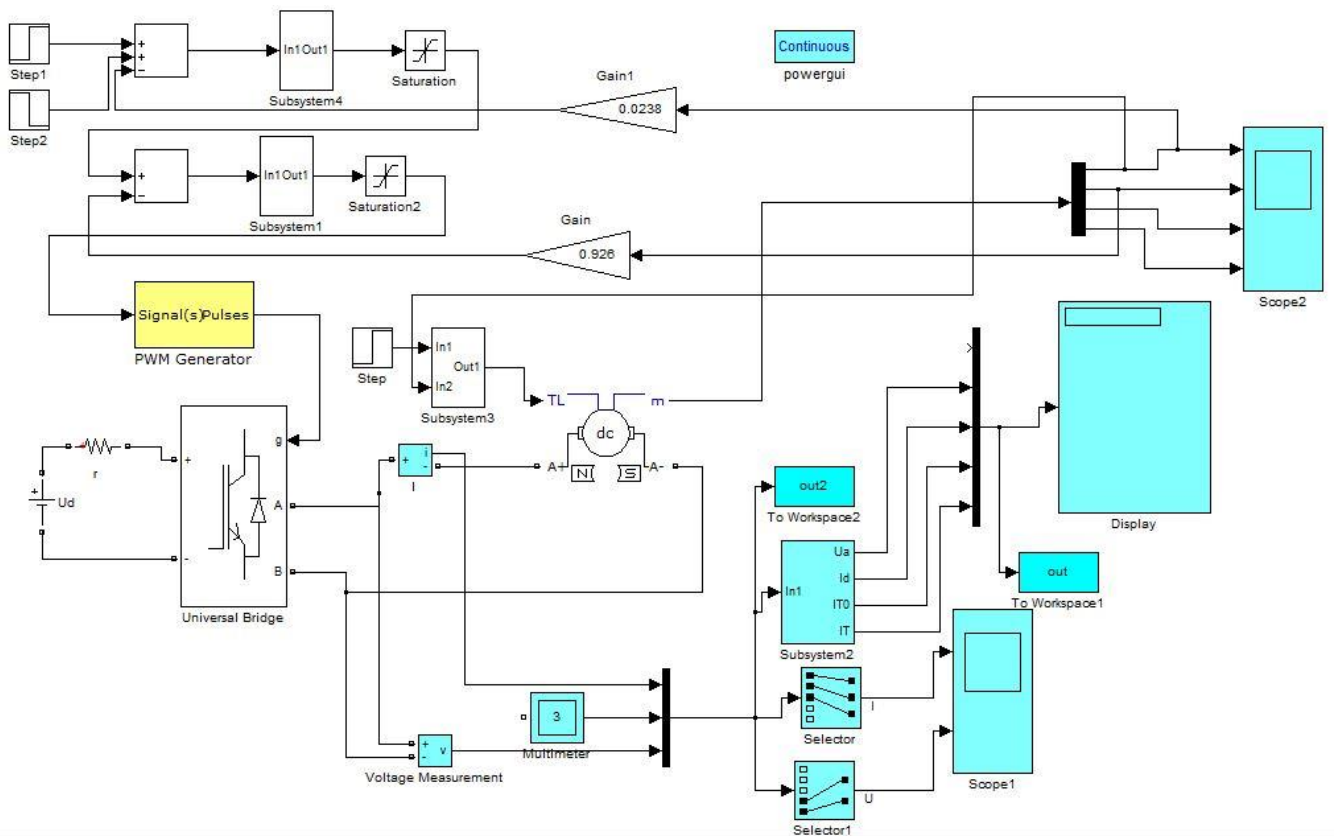 Step1
+
+
−
In1 Out1
Subsystem4
Saturation
Continuous
powergui
Step2
Gain1
0.0238
+
−
In1 Out1
Subsystem1
Saturation2
Gain
0.926
Scope2
Signal(s) Pulses
PWM Generator
Step
In1
In2
Out1
Subsystem3
TL
m
dc
A+
N
S
A-
r
+
Ud
+
-
g
A
B
Universal Bridge
+
i
-
I
out2
To Workspace2
Display
out
To Workspace1
In1
Ua
Id
IT0
IT
Subsystem2
3
Multimeter
+
-
v
Voltage Measurement
I
Selector
U
Selector1
Scope1